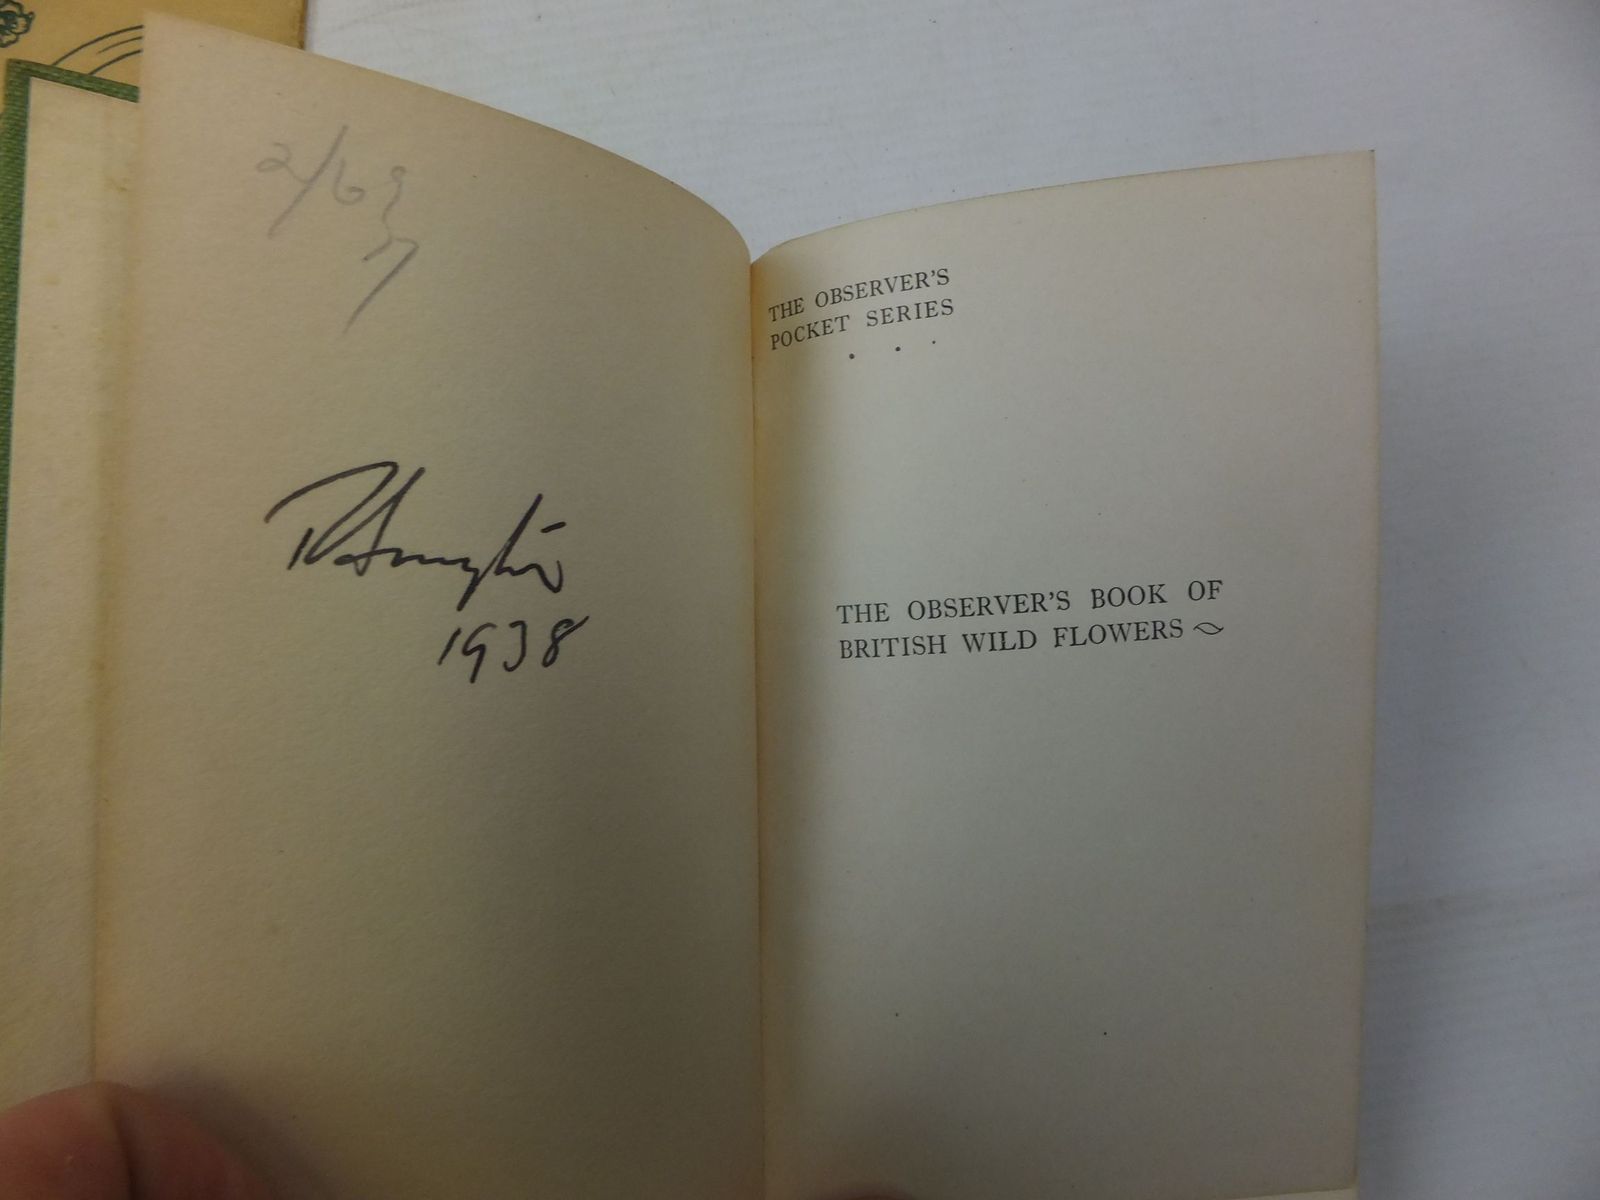 2/6
1938
THE OBSERVER'S
POCKET SERIES
. . .
THE OBSERVER'S BOOK OF
BRITISH WILD FLOWERS